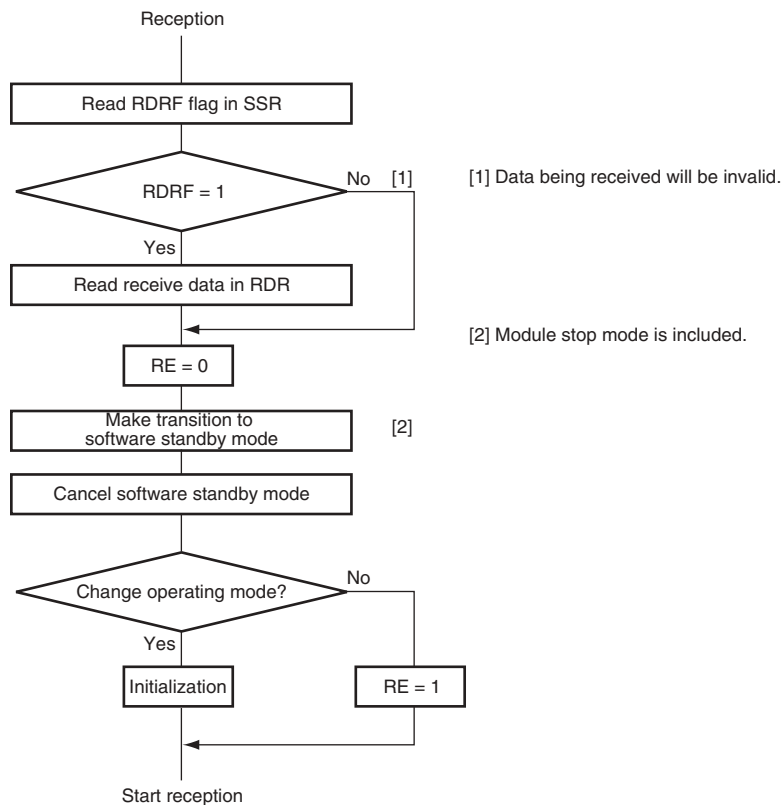 Reception
Read RDRF flag in SSR
RDRF = 1
No
[1]
[1] Data being received will be invalid.
Yes
Read receive data in RDR
[2] Module stop mode is included.
RE = 0
Make transition to
software standby mode
[2]
Cancel software standby mode
Change operating mode?
No
Yes
Initialization
RE = 1
Start reception